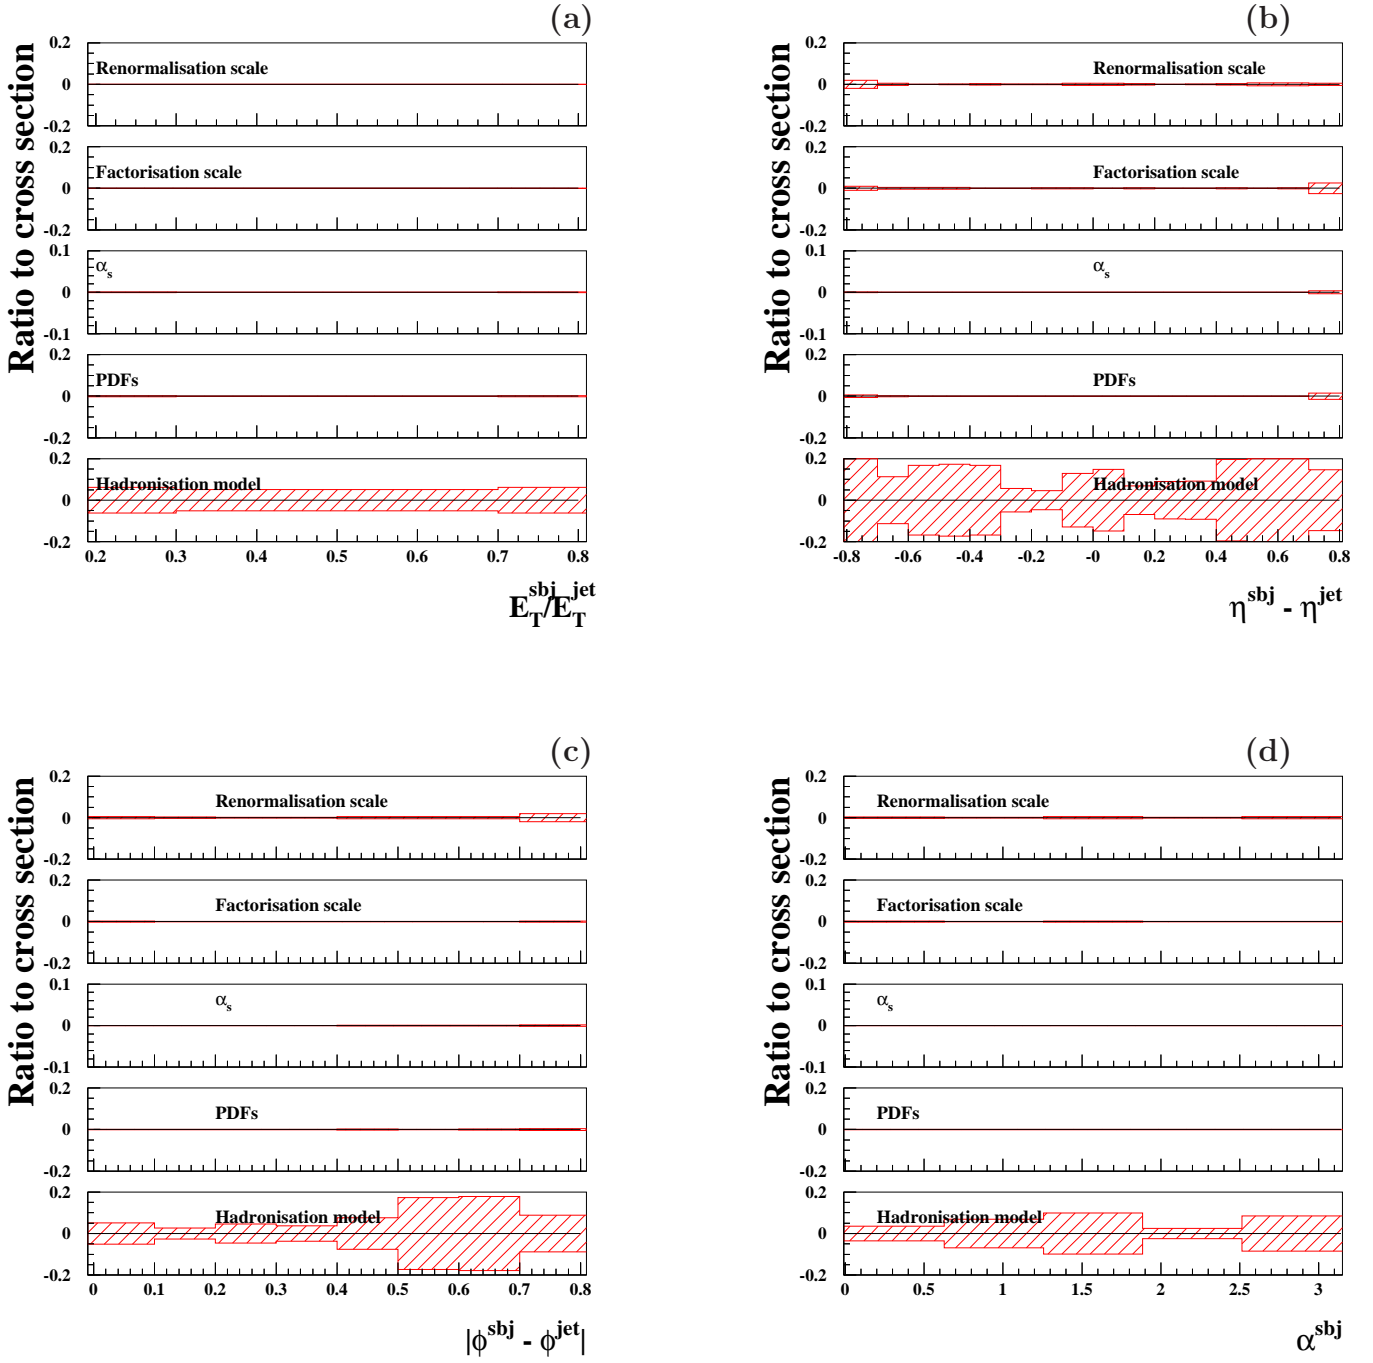 (a)
Ratio to cross section
0.2
Renormalisation scale
0
-0.2
0.2
Factorisation scale
0
-0.2
0.1
αs
0
-0.1
0.2
PDFs
0
-0.2
0.2
Hadronisation model
0
-0.2
0.2 0.3 0.4 0.5 0.6 0.7 0.8
E_T^sbj/E_T^jet
(b)
Ratio to cross section
0.2
Renormalisation scale
0
-0.2
0.2
Factorisation scale
0
-0.2
0.1
αs
0
-0.1
0.2
PDFs
0
-0.2
0.2
Hadronisation model
0
-0.2
-0.8 -0.6 -0.4 -0.2 -0 0.2 0.4 0.6 0.8
η^sbj - η^jet
(c)
Ratio to cross section
0.2
Renormalisation scale
0
-0.2
0.2
Factorisation scale
0
-0.2
0.1
αs
0
-0.1
0.2
PDFs
0
-0.2
0.2
Hadronisation model
0
-0.2
0 0.1 0.2 0.3 0.4 0.5 0.6 0.7 0.8
|ϕ^sbj - ϕ^jet|
(d)
Ratio to cross section
0.2
Renormalisation scale
0
-0.2
0.2
Factorisation scale
0
-0.2
0.1
αs
0
-0.1
0.2
PDFs
0
-0.2
0.2
Hadronisation model
0
-0.2
0 0.5 1 1.5 2 2.5 3
α^sbj